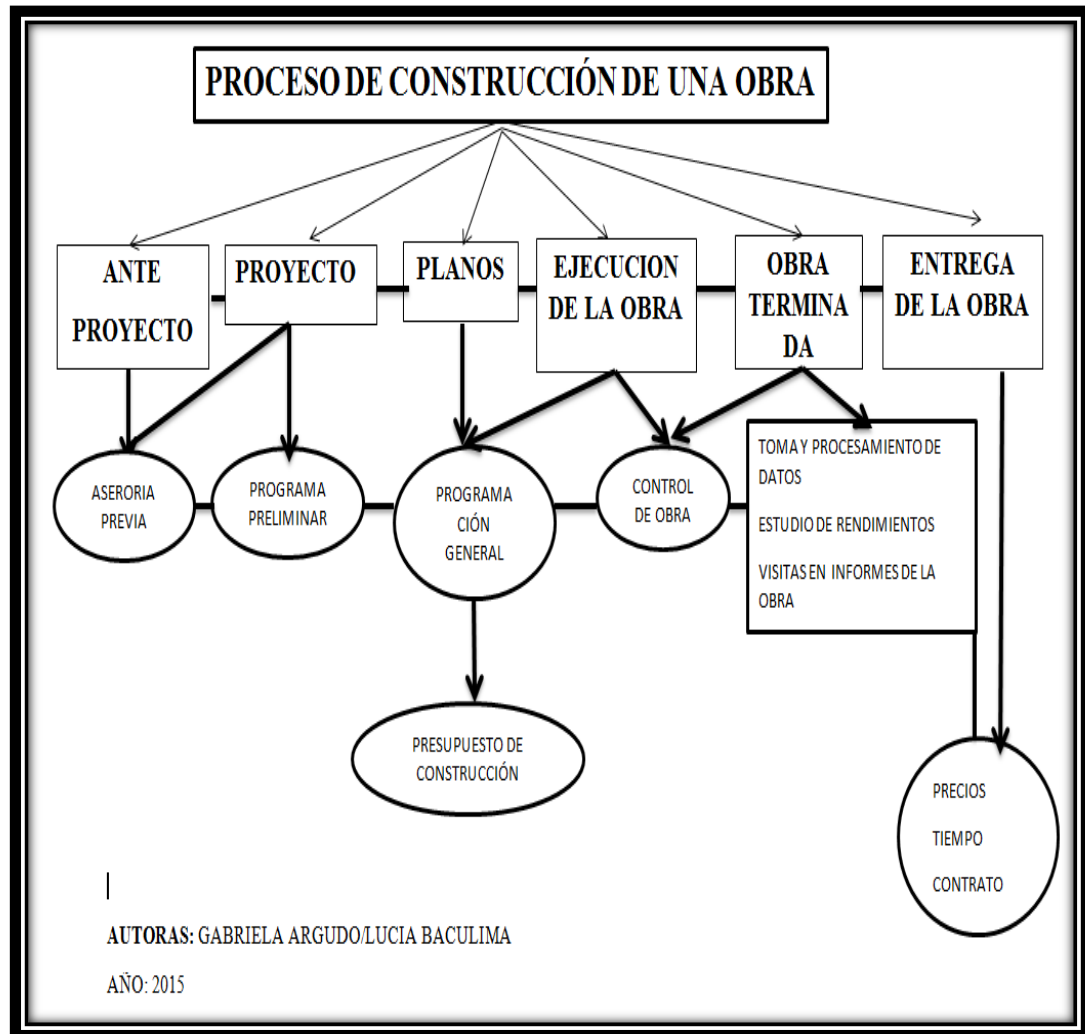 PROCESO DE CONSTRUCCIÓN DE UNA OBRA
ANTE
PROYECTO
PROYECTO
PLANOS
EJECUCION
DE LA OBRA
OBRA
TERMINA
DA
ENTREGA
DE LA OBRA
ASERORIA
PREVIA
PROGRAMA
PRELIMINAR
PROGRAMA
CIÓN
GENERAL
CONTROL
DE OBRA
TOMA Y PROCESAMIENTO DE
DATOS
ESTUDIO DE RENDIMIENTOS
VISITAS EN INFORMES DE LA
OBRA
PRESUPUESTO DE
CONSTRUCCIÓN
PRECIOS
TIEMPO
CONTRATO
AUTORAS: GABRIELA ARGUDO/LUCIA BACULIMA
AÑO: 2015